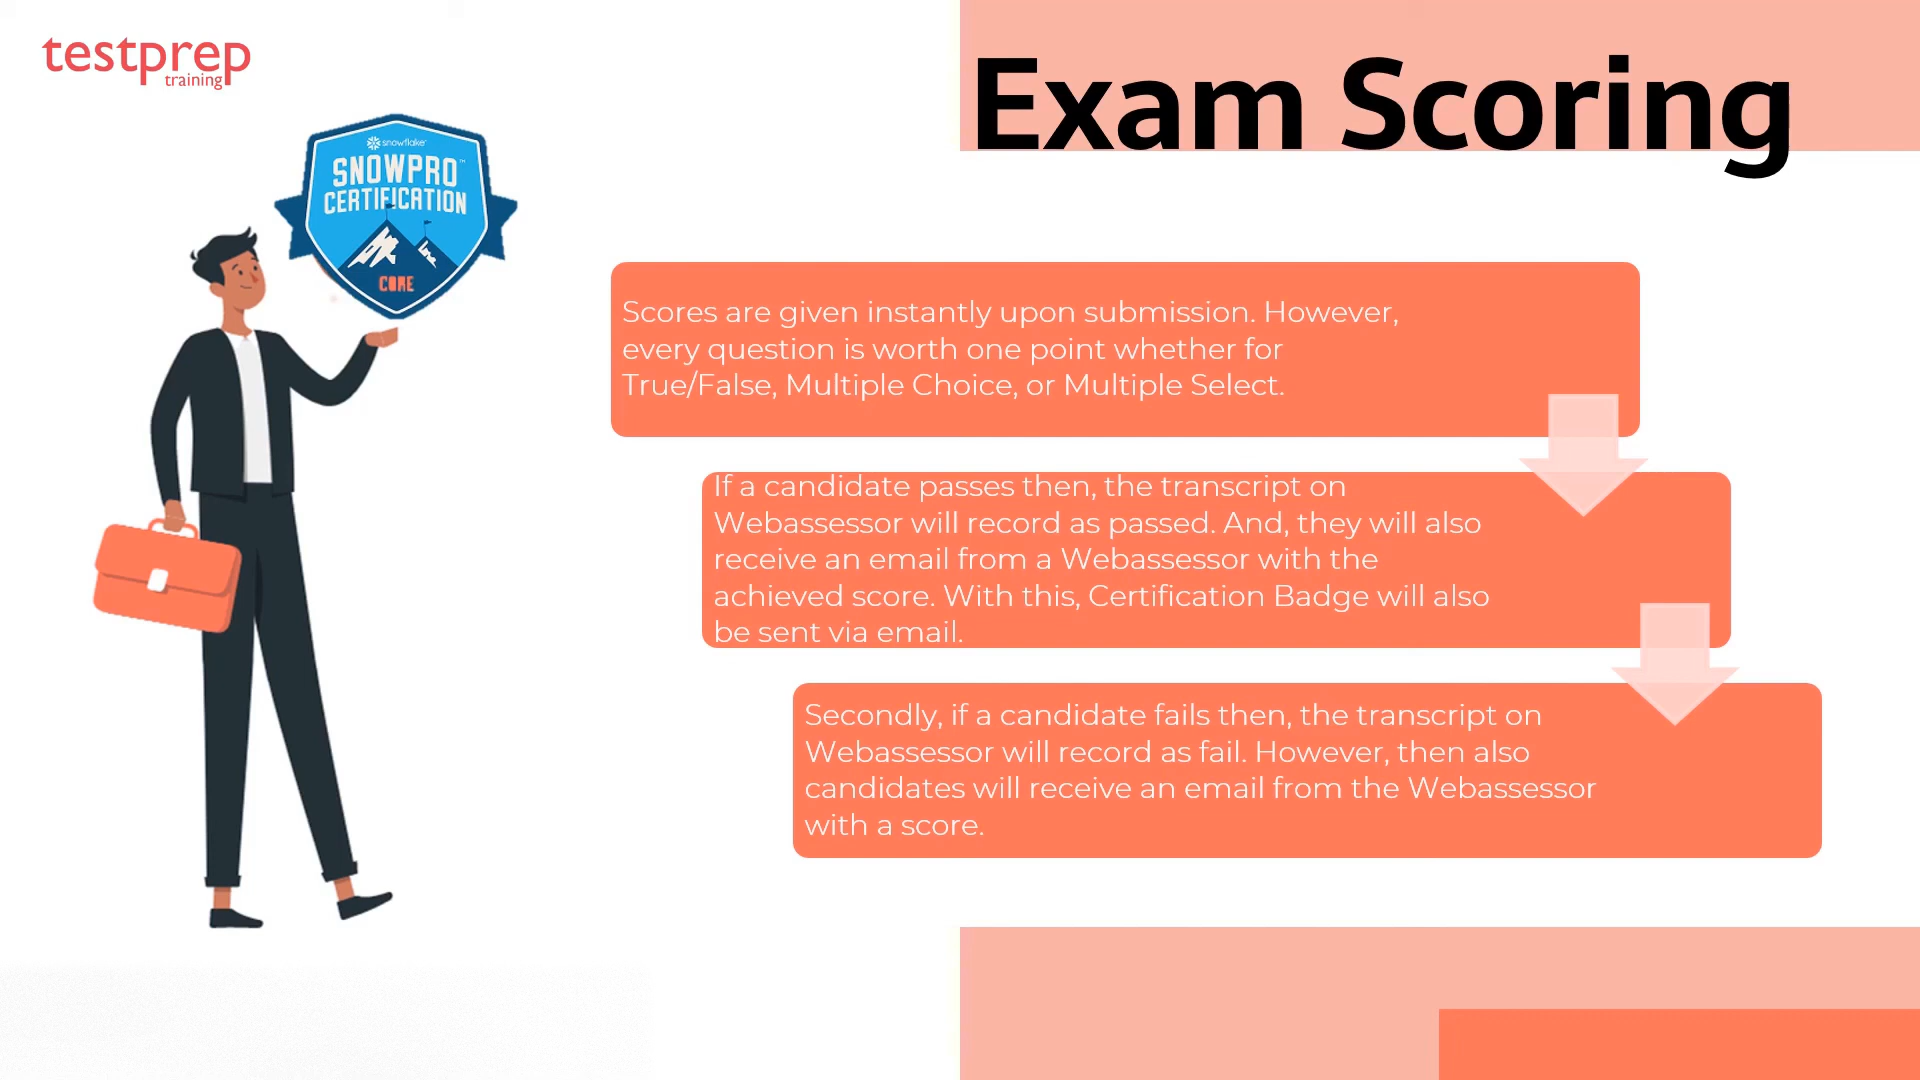 testprep
training
Exam Scoring
snowflake
SNOWPRO™
CERTIFICATION
CORE
Scores are given instantly upon submission. However,
every question is worth one point whether for
True/False, Multiple Choice, or Multiple Select.
If a candidate passes then, the transcript on
Webassessor will record as passed. And, they will also
receive an email from a Webassessor with the
achieved score. With this, Certification Badge will also
be sent via email.
Secondly, if a candidate fails then, the transcript on
Webassessor will record as fail. However, then also
candidates will receive an email from the Webassessor
with a score.